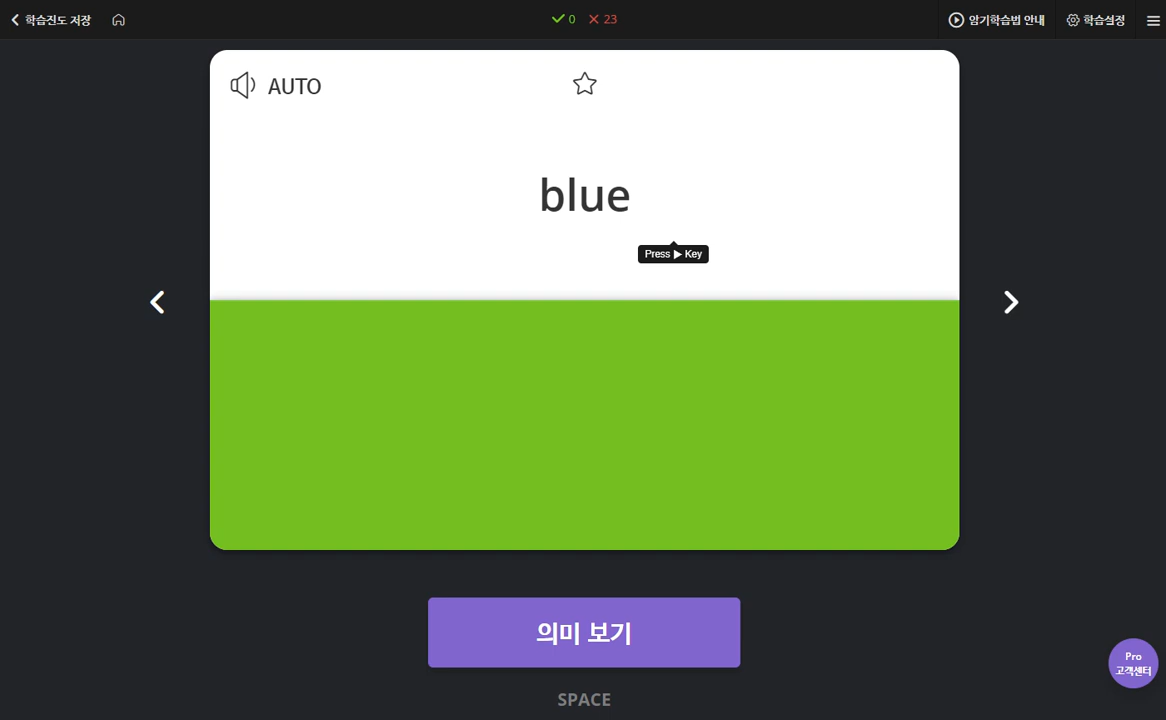 학습진도 저장
0 23
암기학습법 안내
학습설정
AUTO
blue
Press ▶ Key
의미 보기
SPACE
Pro
고객센터